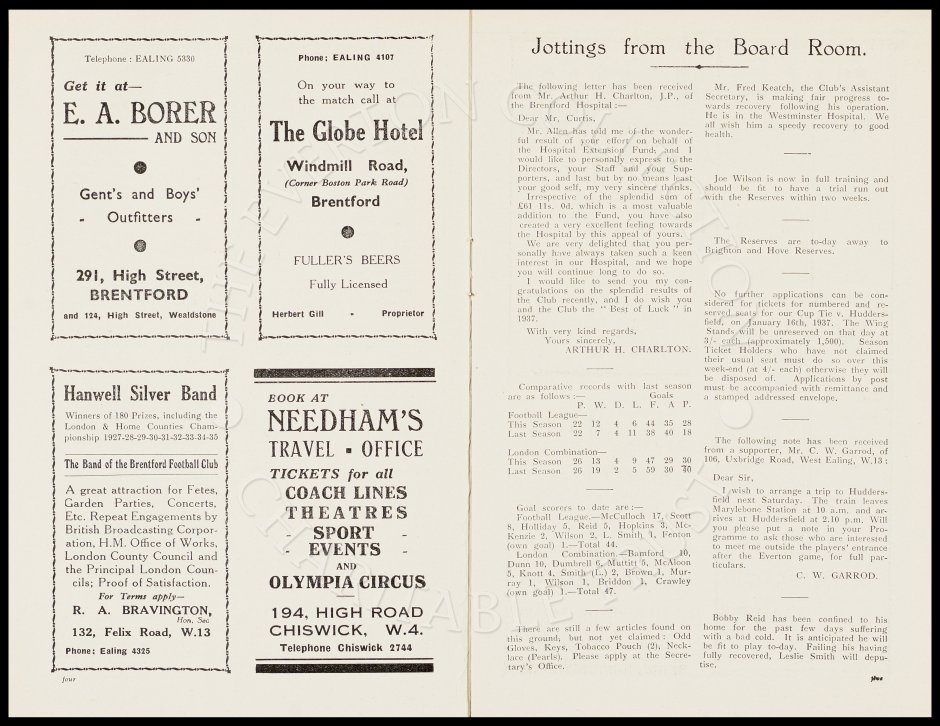 Telephone : EALING 5330
Get it at—
E. A. BORER
AND SON
Gent's and Boys'
- Outfitters -
291, High Street,
BRENTFORD
and 124, High Street, Wealdstone
Phone: EALING 4107
On your way to
the match call at
The Globe Hotel
Windmill Road,
(Corner Boston Park Road)
Brentford
FULLER'S BEERS
Fully Licensed
Herbert Gill - Proprietor
Hanwell Silver Band
Winners of 180 Prizes, including the
London & Home Counties Cham-
pionship 1927-28-29-30-31-32-33-34-35
The Band of the Brentford Football Club
A great attraction for Fetes,
Garden Parties, Concerts,
Etc. Repeat Engagements by
British Broadcasting Corpor-
ation, H.M. Office of Works,
London County Council and
the Principal London Coun-
cils; Proof of Satisfaction.
For Terms apply—
R. A. BRAVINGTON,
Hon. Sec
132, Felix Road, W.13
Phone: Ealing 4325
BOOK AT
NEEDHAM'S
TRAVEL - OFFICE
TICKETS for all
COACH LINES
THEATRES
- SPORT -
- EVENTS -
AND
OLYMPIA CIRCUS
194, HIGH ROAD
CHISWICK, W.4.
Telephone Chiswick 2744
four
Jottings from the Board Room.
The following letter has been received
from Mr. Arthur H. Charlton, J.P., of
the Brentford Hospital :—
Dear Mr. Curtis,
Mr. Allen has told me of the wonder-
ful result of your effort on behalf of
the Hospital Extension Fund, and I
would like to personally express to the
Directors, your Staff and your Sup-
porters, and last but by no means least
your good self, my very sincere thanks.
Irrespective of the splendid sum of
£61 11s. 0d. which is a most valuable
addition to the Fund, you have also
created a very excellent feeling towards
the Hospital by this appeal of yours.
We are very delighted that you per-
sonally have always taken such a keen
interest in our Hospital, and we hope
you will continue long to do so.
I would like to send you my con-
gratulations on the splendid results of
the Club recently, and I do wish you
and the Club the " Best of Luck " in
1937.
With very kind regards,
Yours sincerely,
ARTHUR H. CHARLTON.
Comparative records with last season
are as follows :— Goals
P. W. D. L. F. A. P.
Football League—
This Season 22 12 4 6 44 35 28
Last Season 22 7 4 11 38 40 18
London Combination—
This Season 26 13 4 9 47 29 30
Last Season 26 19 2 5 59 30 40
Goal scorers to date are :—
Football League.—McCulloch 17, Scott
8, Holliday 5, Reid 5, Hopkins 3, Mc-
Kenzie 2, Wilson 2, L. Smith 1, Fenton
(own goal) 1.—Total 44.
London Combination.—Bamford 10,
Dunn 10, Dumbrell 6, Muttitt 5, McAloon
5, Knott 4, Smith (L.) 2, Brown 1, Mur-
ray 1, Wilson 1, Briddon 1, Crawley
(own goal) 1.—Total 47.
There are still a few articles found on
this ground, but not yet claimed : Odd
Gloves, Keys, Tobacco Pouch (2), Neck-
lace (Pearls). Please apply at the Secre-
tary's Office.
Mr. Fred Keatch, the Club's Assistant
Secretary, is making fair progress to-
wards recovery following his operation.
He is in the Westminster Hospital. We
all wish him a speedy recovery to good
health.
Joe Wilson is now in full training and
should be fit to have a trial run out
with the Reserves within two weeks.
The Reserves are to-day away to
Brighton and Hove Reserves.
No further applications can be con-
sidered for tickets for numbered and re-
served seats for our Cup Tie v. Hudders-
field, on January 16th, 1937. The Wing
Stands will be unreserved on that day at
3/- each (approximately 1,500). Season
Ticket Holders who have not claimed
their usual seat must do so over this
week-end (at 4/- each) otherwise they will
be disposed of. Applications by post
must be accompanied with remittance and
a stamped addressed envelope.
The following note has been received
from a supporter, Mr. C. W. Garrod, of
106, Uxbridge Road, West Ealing, W.13 :
Dear Sir,
I wish to arrange a trip to Hudders-
field next Saturday. The train leaves
Marylebone Station at 10 a.m. and ar-
rives at Huddersfield at 2.10 p.m. Will
you please put a note in your Pro-
gramme to ask those who are interested
to meet me outside the players' entrance
after the Everton game, for full par-
ticulars.
C. W. GARROD.
Bobby Reid has been confined to his
home for the past few days suffering
with a bad cold. It is anticipated he will
be fit to play to-day. Failing his having
fully recovered, Leslie Smith will depu-
tise.
five